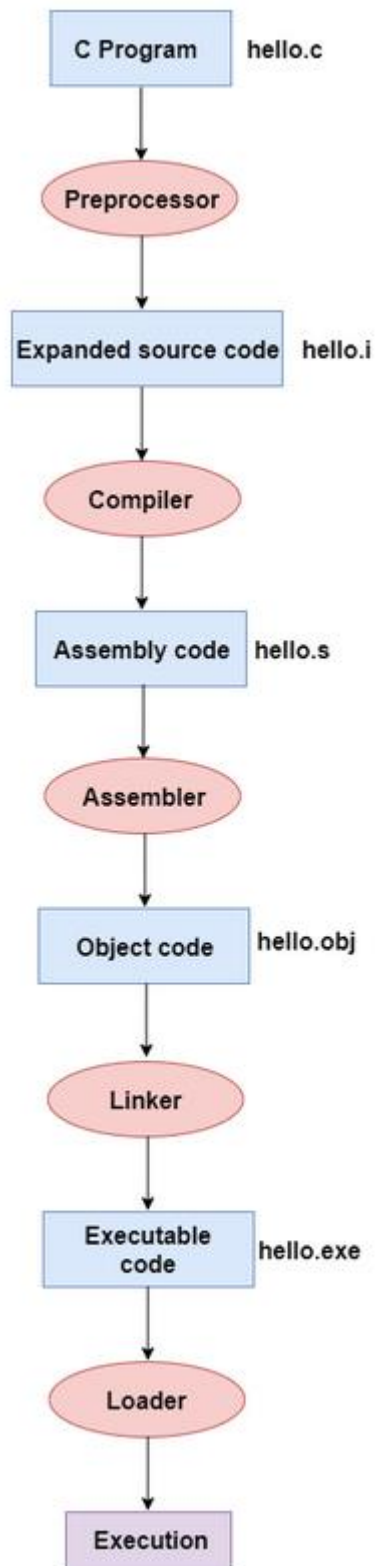 C Program hello.c
Preprocessor
Expanded source code hello.i
Compiler
Assembly code hello.s
Assembler
Object code hello.obj
Linker
Executable
code
hello.exe
Loader
Execution